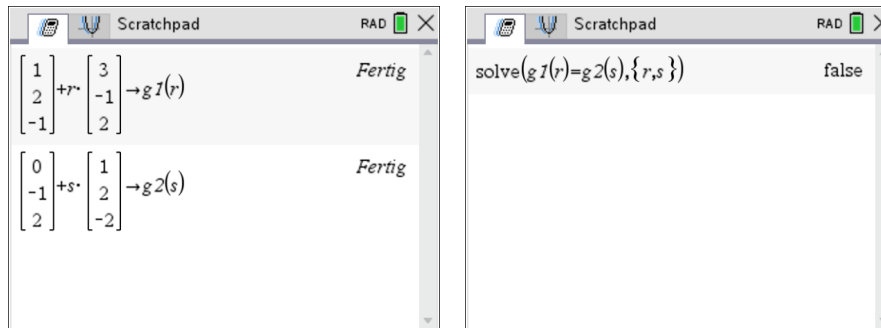 Scratchpad RAD
[1 2 -1]+r·[3 -1 2]→g1(r) Fertig
[0 -1 2]+s·[1 2 -2]→g2(s) Fertig
Scratchpad RAD
solve(g1(r)=g2(s),{r,s}) false